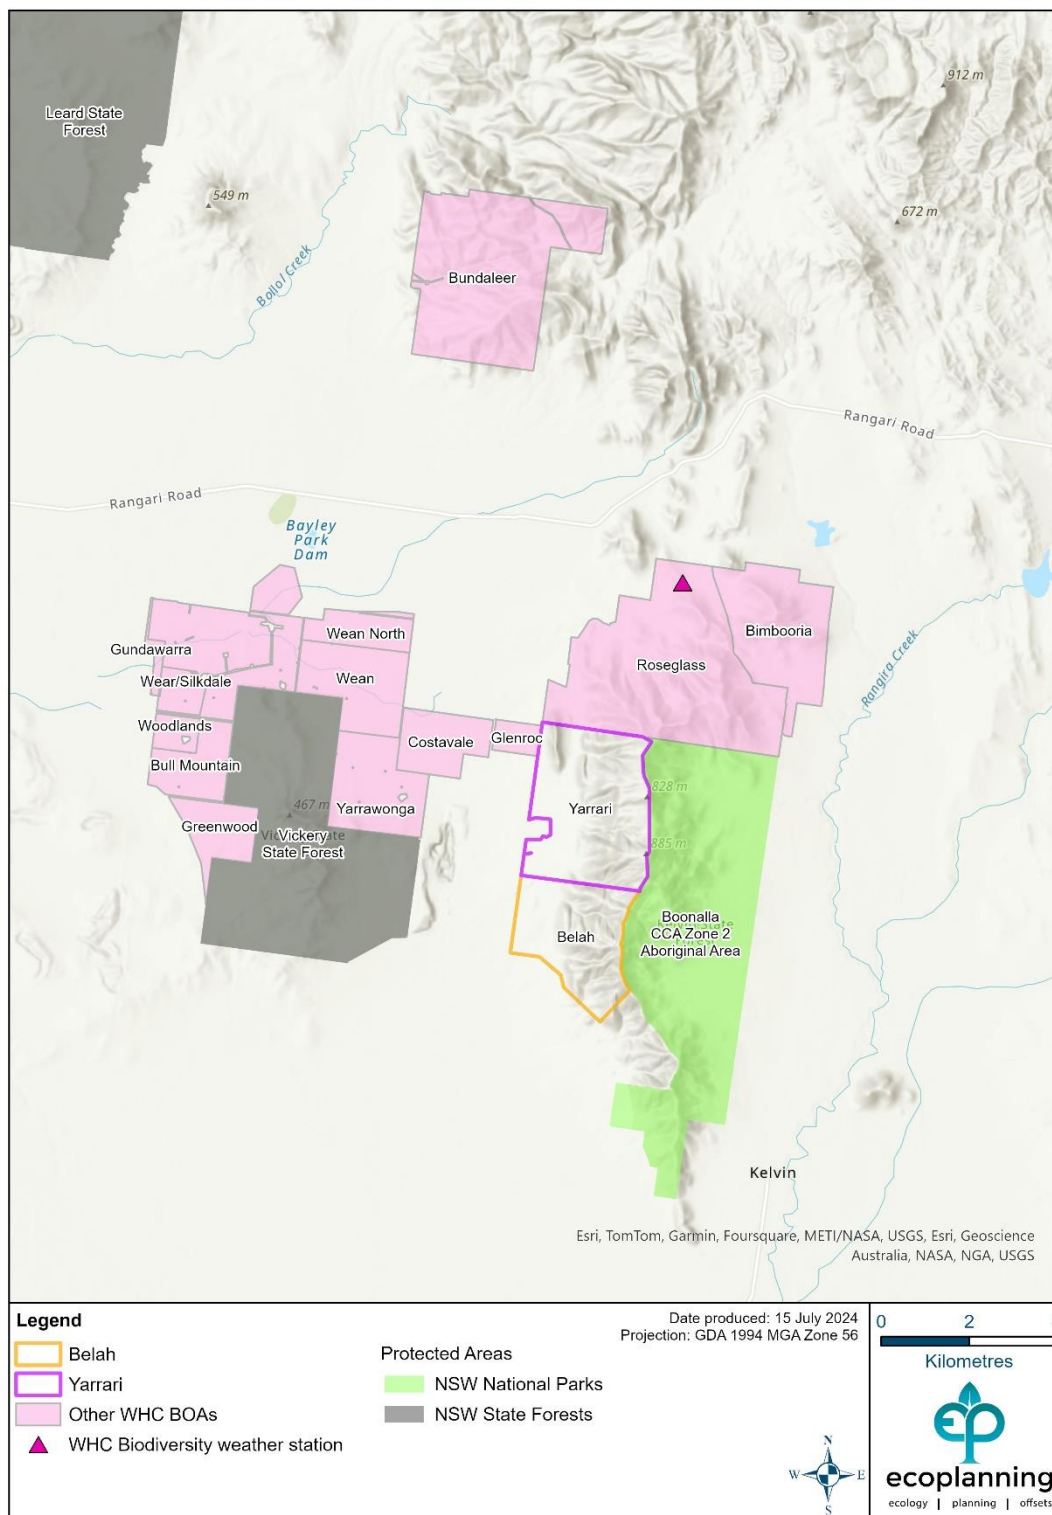 912 m
Leard State
Forest
549 m
672 m
Bollol Creek
Bundaleer
Rangari Road
Rangari Road
Bayley
Park
Dam
Wean North
Bimbooria
Gundawarra
Roseglass
Rangira Creek
Wean
Wear/Silkdale
Woodlands
Costavale
Glenroc
Bull Mountain
828 m
467 m
Yarrawonga
Yarrari
Greenwood
Vickery
State Forest
885 m
Boonalla
CCA Zone 2
Aboriginal Area
Belah
Kelvin
Esri, TomTom, Garmin, Foursquare, METI/NASA, USGS, Esri, Geoscience
Australia, NASA, NGA, USGS
Legend
Belah
Yarrari
Other WHC BOAs
WHC Biodiversity weather station
Protected Areas
NSW National Parks
NSW State Forests
Date produced: 15 July 2024
Projection: GDA 1994 MGA Zone 56
N
W E
S
0 2
Kilometres
ep
ecoplanning
ecology | planning | offsets